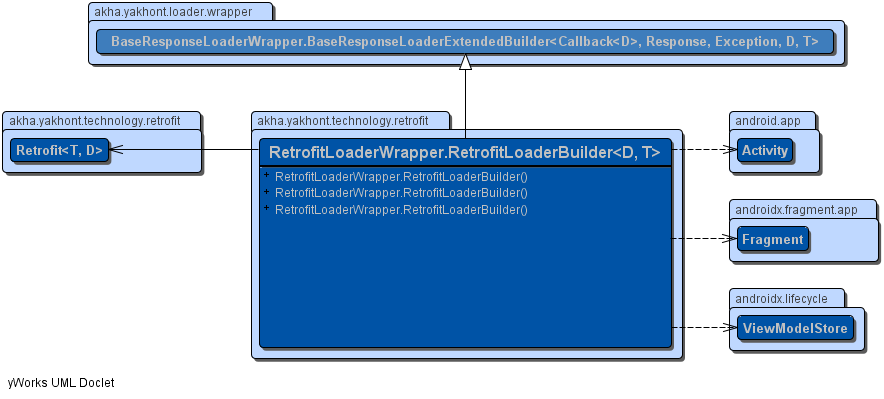 akha.yakhont.loader.wrapper
BaseResponseLoaderWrapper.BaseResponseLoaderExtendedBuilder<Callback<D>, Response, Exception, D, T>
akha.yakhont.technology.retrofit
Retrofit<T, D>
akha.yakhont.technology.retrofit
RetrofitLoaderWrapper.RetrofitLoaderBuilder<D, T>
+ RetrofitLoaderWrapper.RetrofitLoaderBuilder()
+ RetrofitLoaderWrapper.RetrofitLoaderBuilder()
+ RetrofitLoaderWrapper.RetrofitLoaderBuilder()
android.app
Activity
androidx.fragment.app
Fragment
androidx.lifecycle
ViewModelStore
yWorks UML Doclet